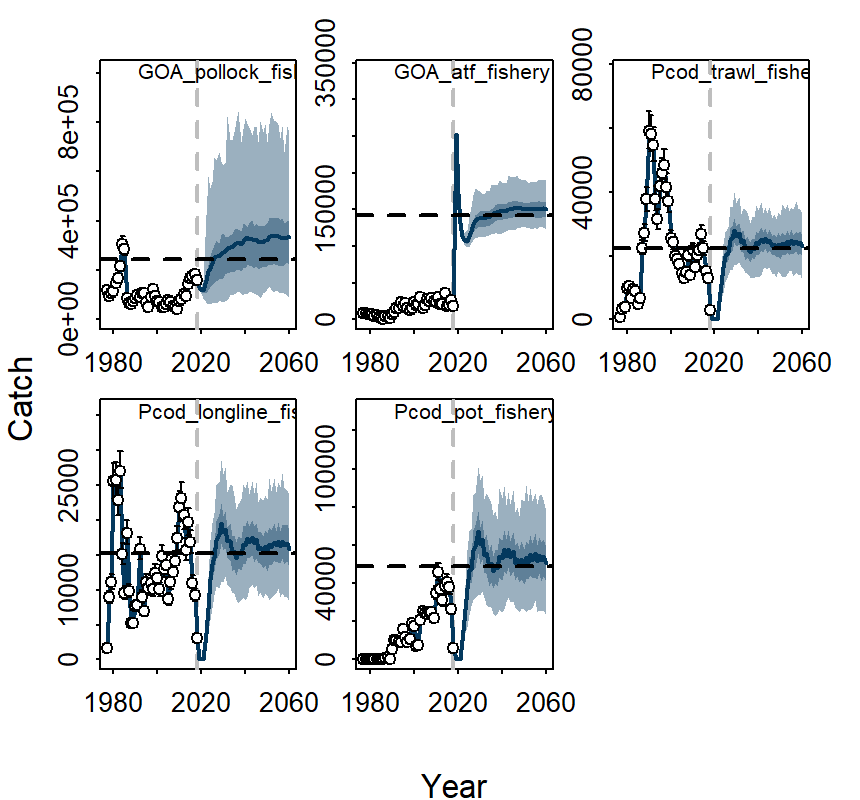 GOA_pollock_fish
0e+00
4e+05
8e+05
1980
2020
2060
GOA_atf_fishery
0
150000
350000
1980
2020
2060
Pcod_trawl_fishe
0
40000
80000
1980
2020
2060
Pcod_longline_fis
0
10000
25000
1980
2020
2060
Pcod_pot_fishery
0
40000
100000
1980
2020
2060
Catch
Year